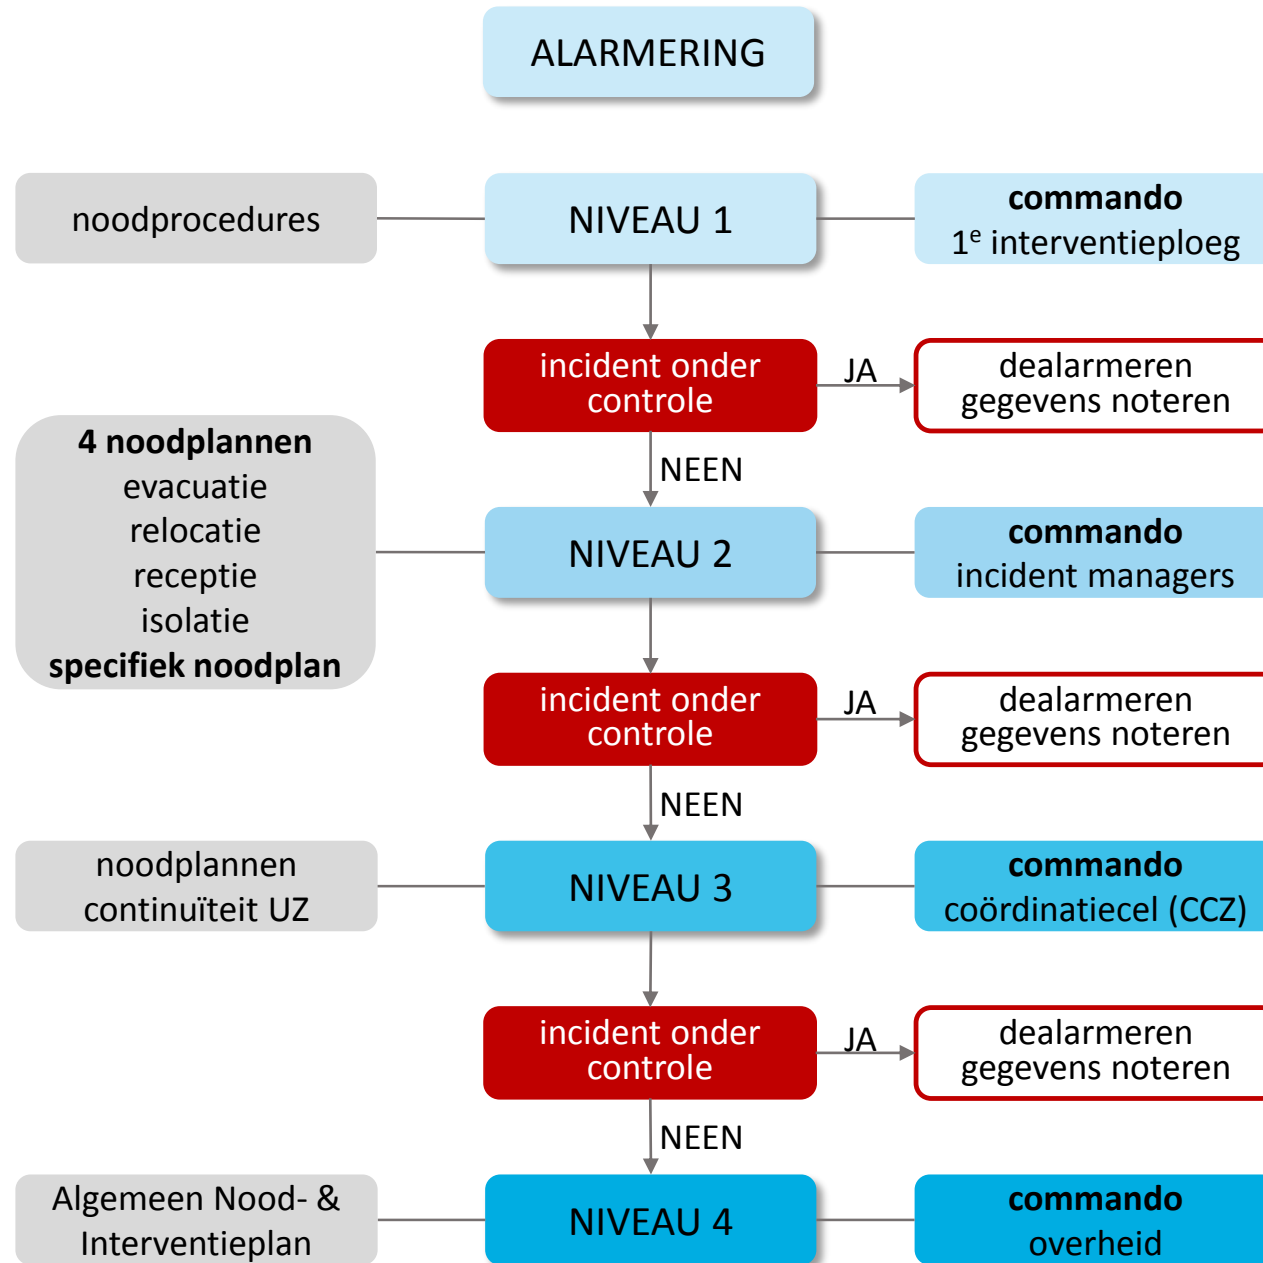 ALARMERING
noodprocedures
NIVEAU 1
commando
1e interventieploeg
incident onder
controle
JA
dealarmeren
gegevens noteren
NEEN
4 noodplannen
evacuatie
relocatie
receptie
isolatie
specifiek noodplan
NIVEAU 2
commando
incident managers
incident onder
controle
JA
dealarmeren
gegevens noteren
NEEN
noodplannen
continuïteit UZ
NIVEAU 3
commando
coördinatiecel (CCZ)
incident onder
controle
JA
dealarmeren
gegevens noteren
NEEN
Algemeen Nood- &
Interventieplan
NIVEAU 4
commando
overheid